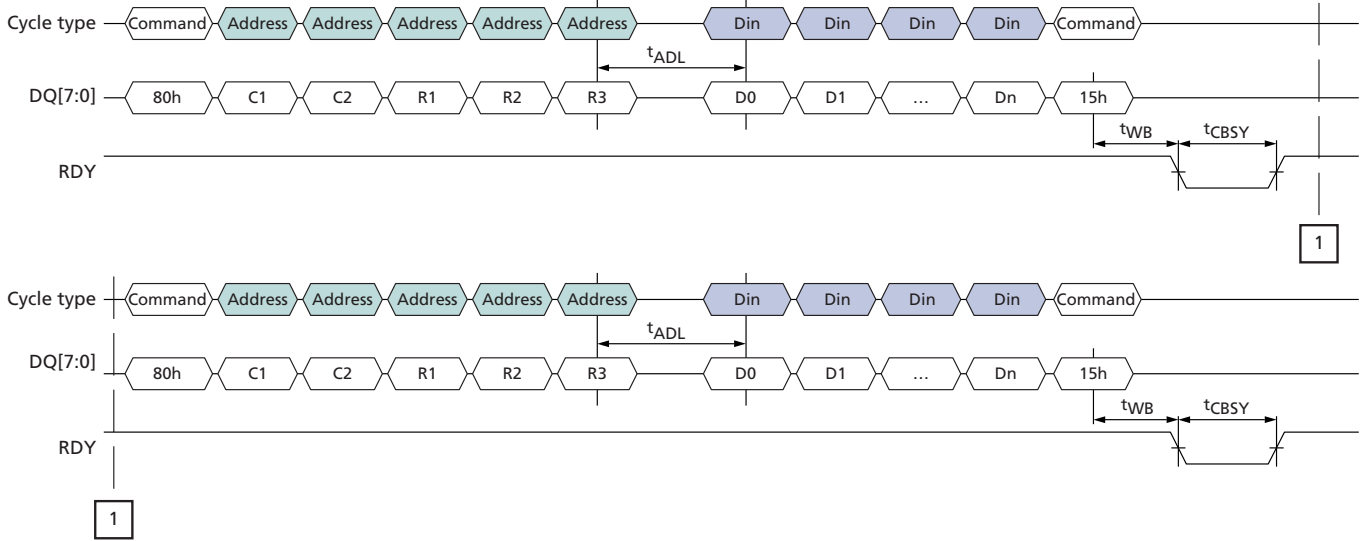 Cycle type Command Address Address Address Address Address Din Din Din Din Command
tADL
DQ[7:0] 80h C1 C2 R1 R2 R3 D0 D1 … Dn 15h
tWB tCBSY
RDY
1
Cycle type Command Address Address Address Address Address Din Din Din Din Command
tADL
DQ[7:0] 80h C1 C2 R1 R2 R3 D0 D1 … Dn 15h
tWB tCBSY
RDY
1